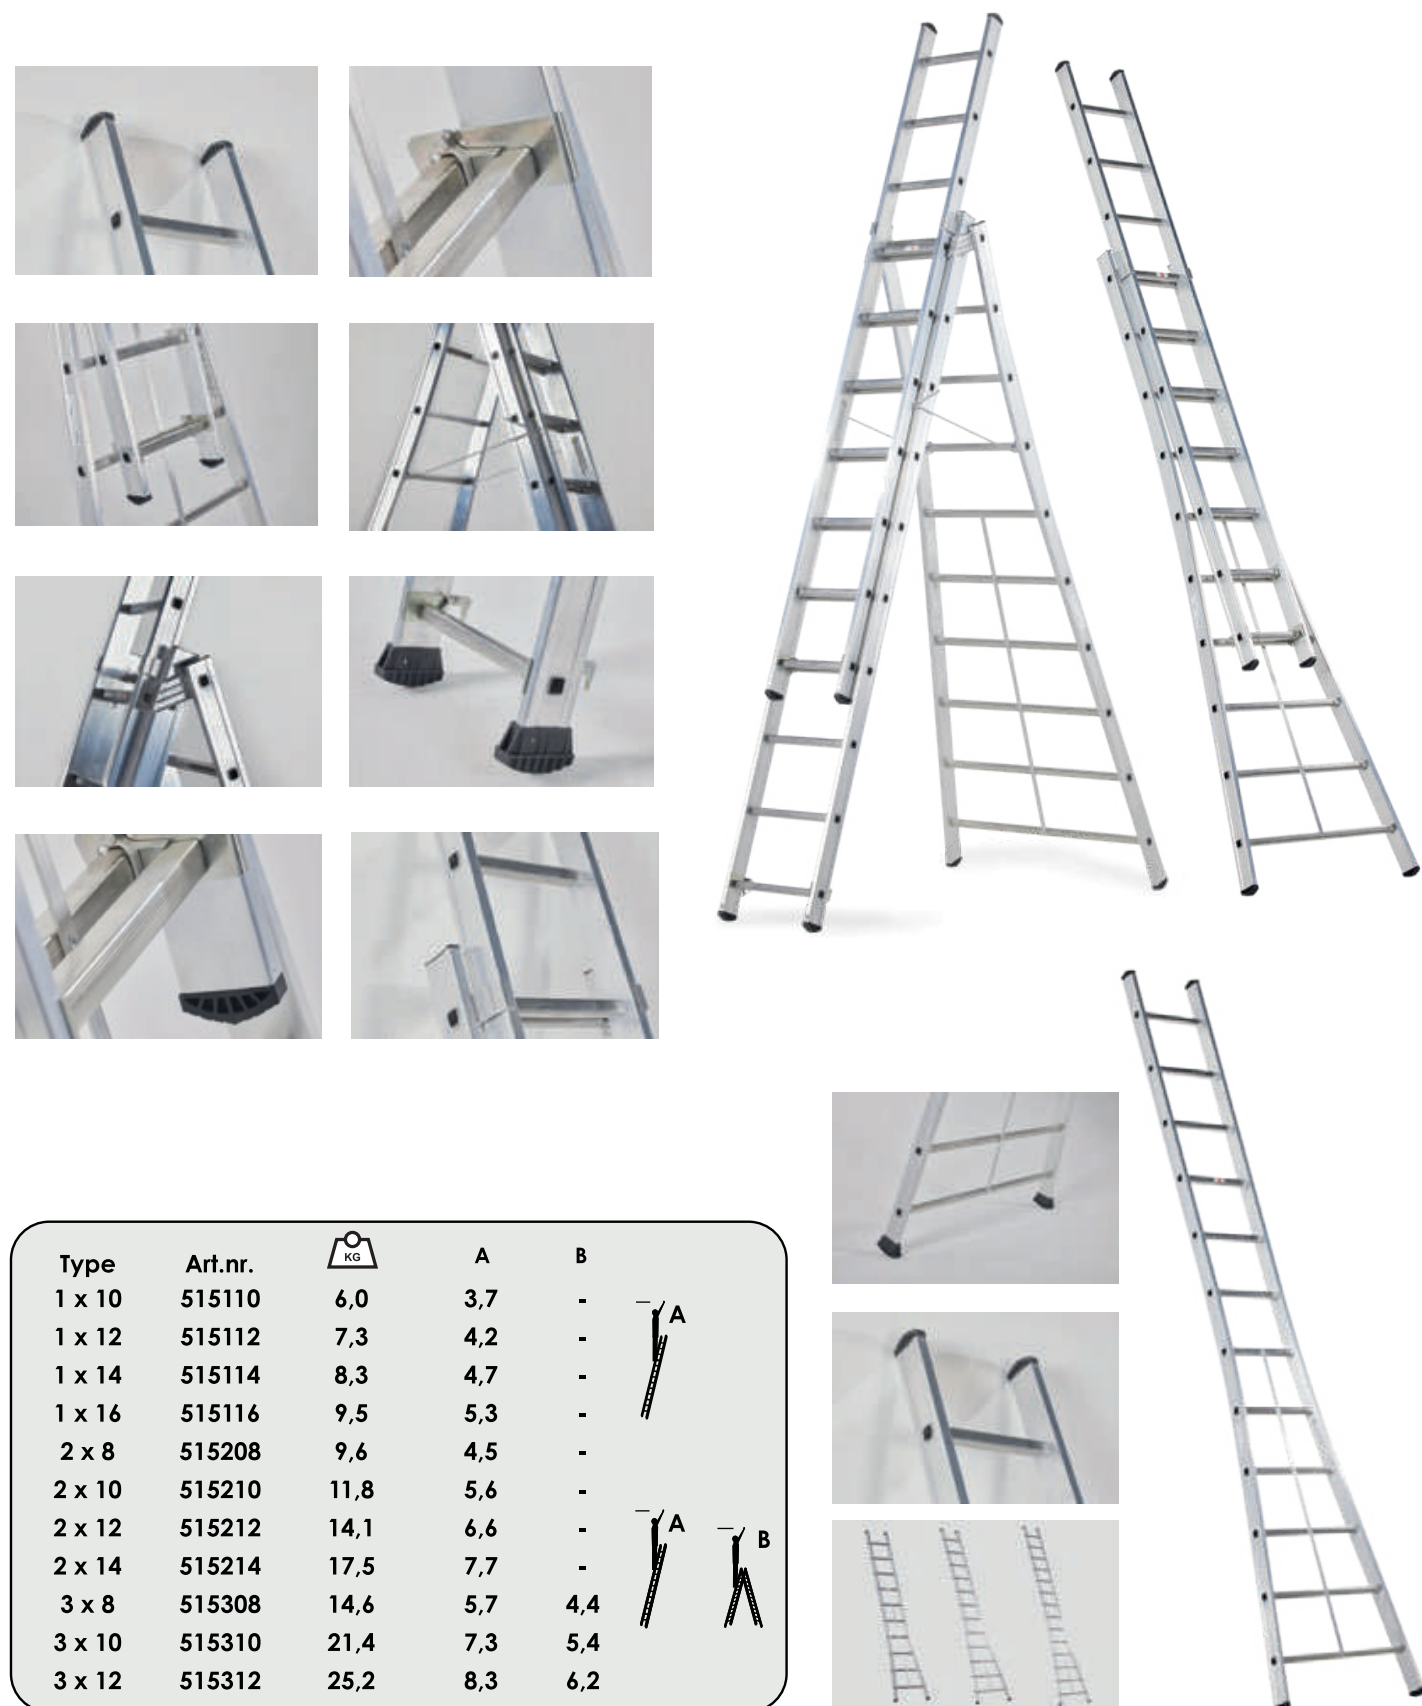 Type Art.nr. KG A B
1 x 10 515110 6,0 3,7 -
1 x 12 515112 7,3 4,2 -
1 x 14 515114 8,3 4,7 -
1 x 16 515116 9,5 5,3 -
2 x 8 515208 9,6 4,5 -
2 x 10 515210 11,8 5,6 -
2 x 12 515212 14,1 6,6 -
2 x 14 515214 17,5 7,7 -
3 x 8 515308 14,6 5,7 4,4
3 x 10 515310 21,4 7,3 5,4
3 x 12 515312 25,2 8,3 6,2
A
A
B